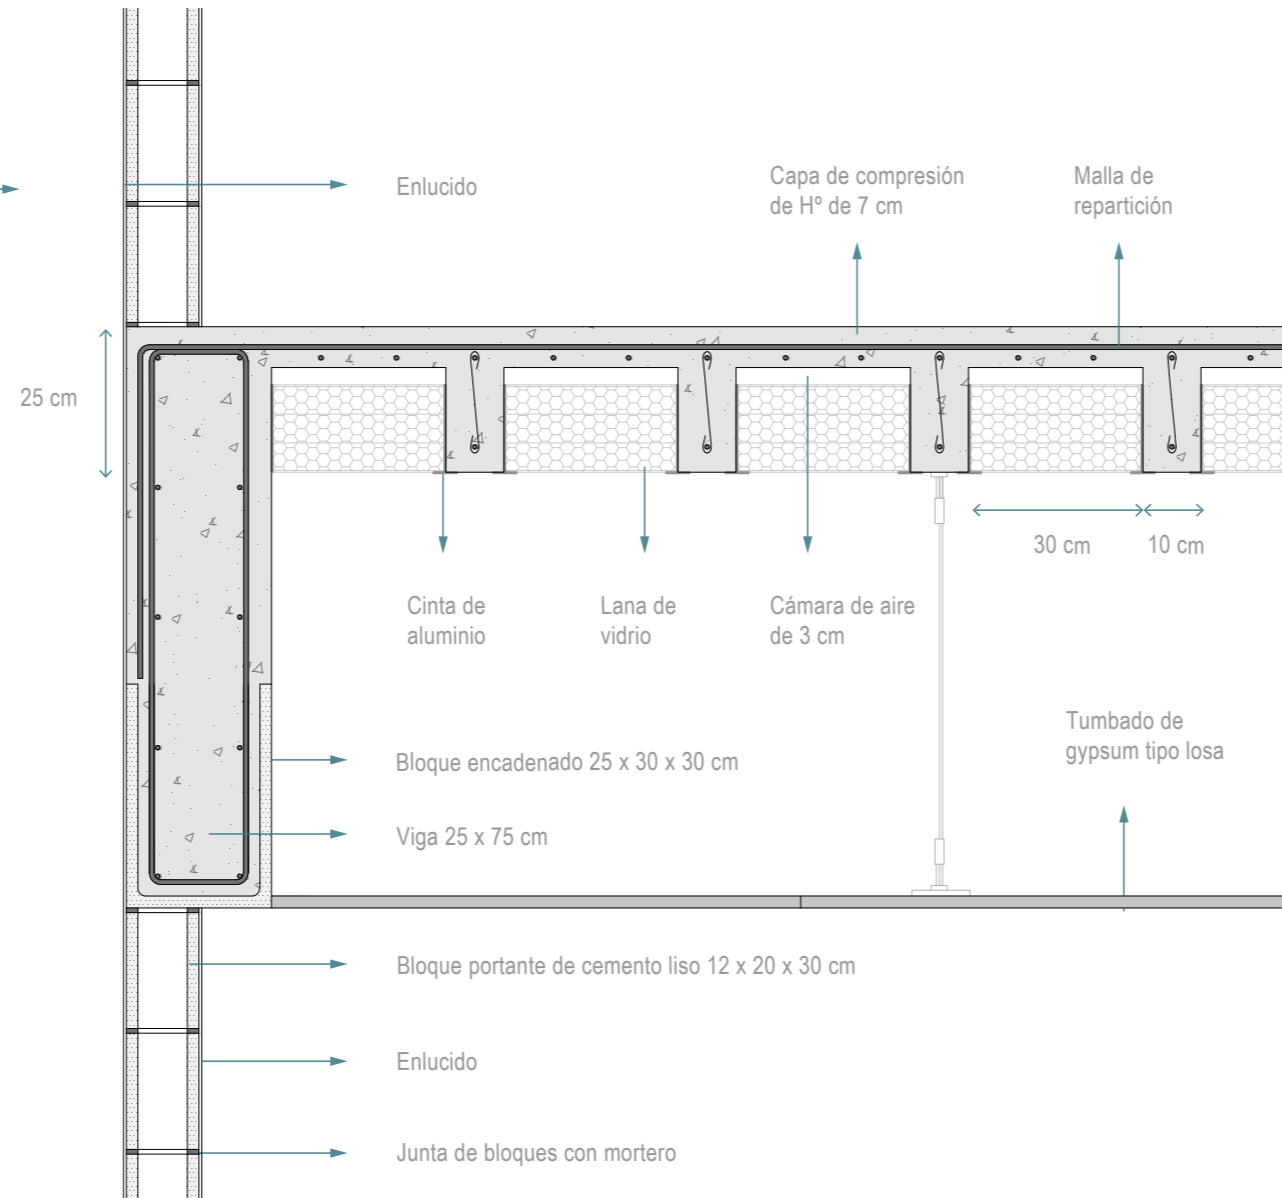 Enlucido
Capa de compresión
de Hº de 7 cm
Malla de
repartición
25 cm
30 cm
10 cm
Cinta de
aluminio
Lana de
vidrio
Cámara de aire
de 3 cm
Tumbado de
gypsum tipo losa
Bloque encadenado 25 x 30 x 30 cm
Viga 25 x 75 cm
Bloque portante de cemento liso 12 x 20 x 30 cm
Enlucido
Junta de bloques con mortero